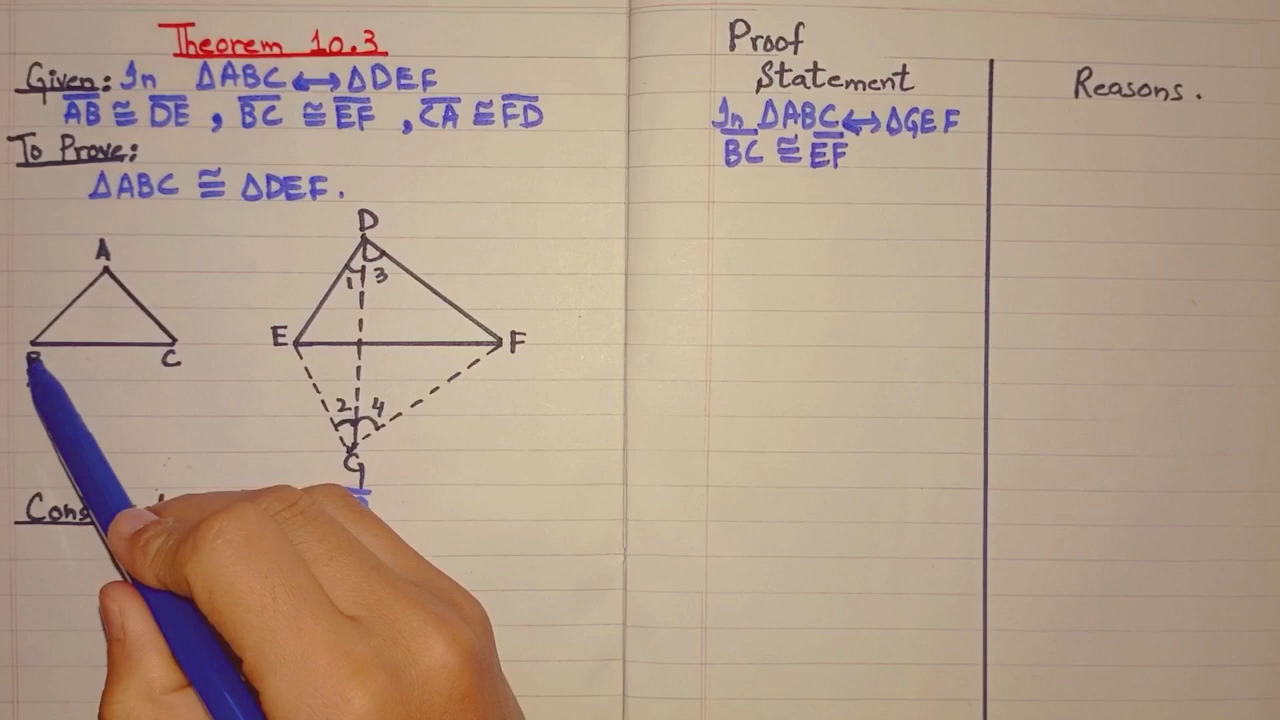 Theorem 10.3
Given: In ΔABC ↔ ΔDEF
AB ≅ DE , BC ≅ EF , CA ≅ FD
To Prove:
ΔABC ≅ ΔDEF.
A
C
D
1 3
E F
2 4
G
Proof
Statement
In ΔABC ↔ ΔGEF
BC ≅ EF
Reasons.